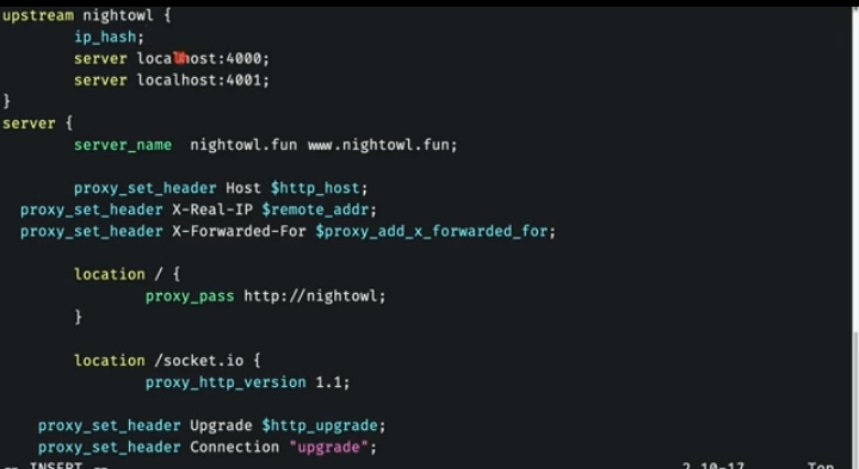 upstream nightowl {
ip_hash;
server localhost:4000;
server localhost:4001;
}
server {
server_name  nightowl.fun www.nightowl.fun;
proxy_set_header Host $http_host;
proxy_set_header X-Real-IP $remote_addr;
proxy_set_header X-Forwarded-For $proxy_add_x_forwarded_for;
location / {
proxy_pass http://nightowl;
}
location /socket.io {
proxy_http_version 1.1;
proxy_set_header Upgrade $http_upgrade;
proxy_set_header Connection "upgrade";
-- INSERT -- 2,10-17 Top